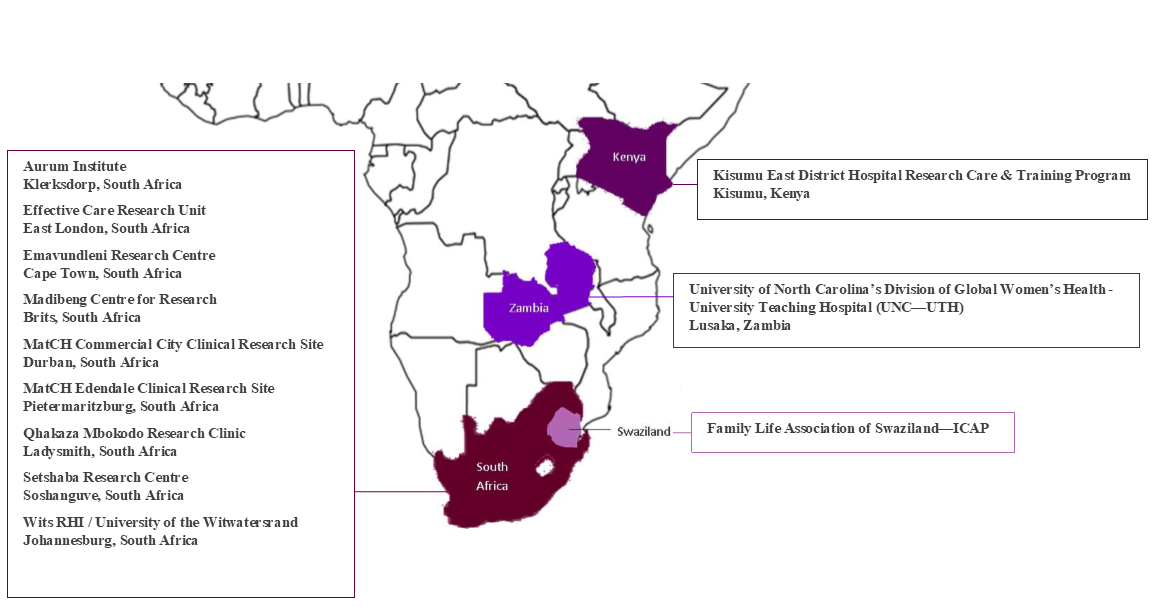 Aurum Institute
Klerksdorp, South Africa
Effective Care Research Unit
East London, South Africa
Emavundleni Research Centre
Cape Town, South Africa
Madibeng Centre for Research
Brits, South Africa
MatCH Commercial City Clinical Research Site
Durban, South Africa
MatCH Edendale Clinical Research Site
Pietermaritzburg, South Africa
Qhakaza Mbokodo Research Clinic
Ladysmith, South Africa
Setshaba Research Centre
Soshanguve, South Africa
Wits RHI / University of the Witwatersrand
Johannesburg, South Africa
Kenya
Kisumu East District Hospital Research Care & Training Program
Kisumu, Kenya
Zambia
University of North Carolina’s Division of Global Women’s Health -
University Teaching Hospital (UNC—UTH)
Lusaka, Zambia
Swaziland
Family Life Association of Swaziland—ICAP
South
Africa